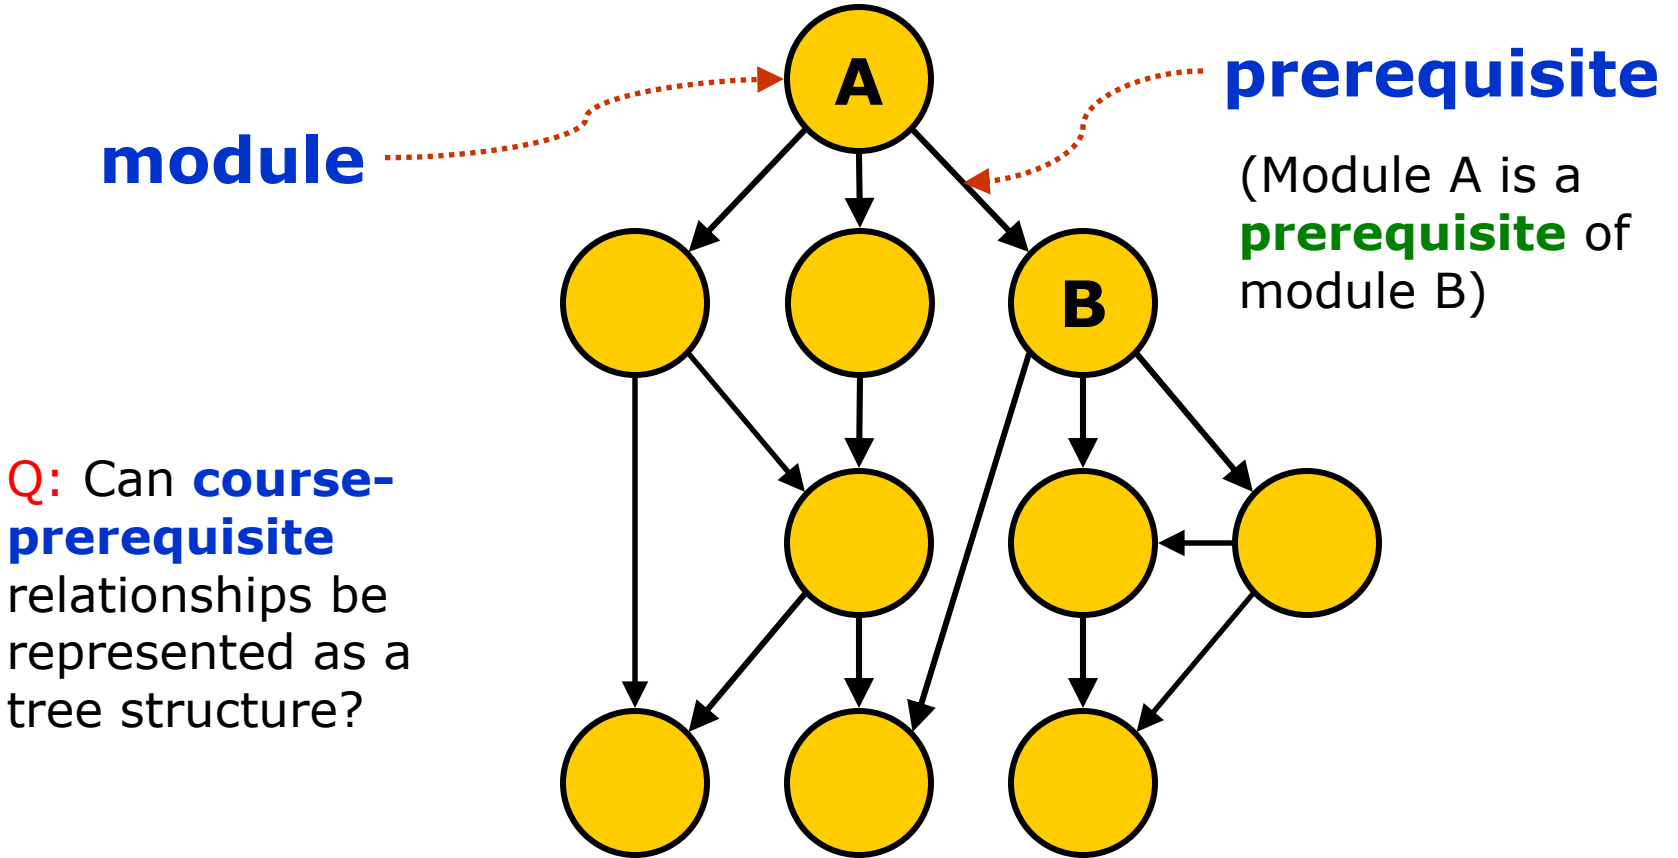 A
prerequisite
module
(Module A is a
prerequisite of
module B)
B
Q: Can course-
prerequisite
relationships be
represented as a
tree structure?